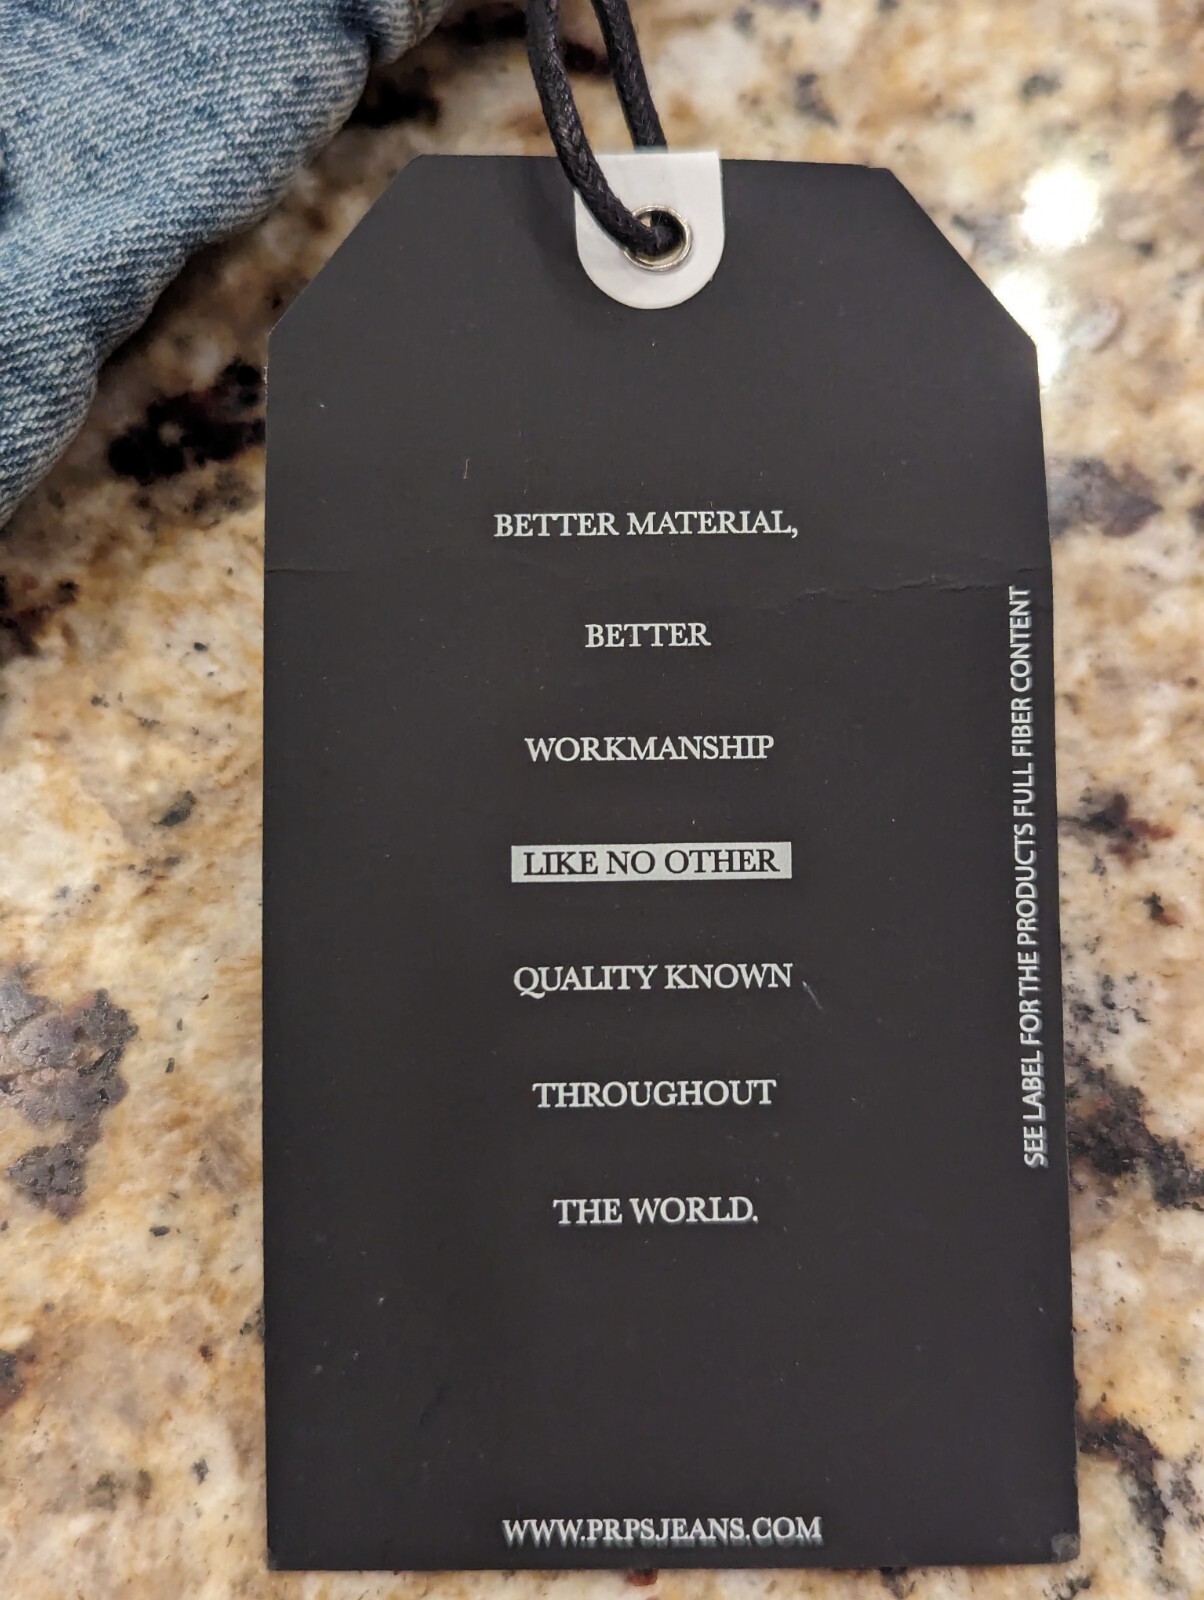 BETTER MATERIAL,
BETTER
WORKMANSHIP
LIKE NO OTHER
QUALITY KNOWN
THROUGHOUT
THE WORLD.
SEE LABEL FOR THE PRODUCTS FULL FIBER CONTENT
WWW.PRPSJEANS.COM